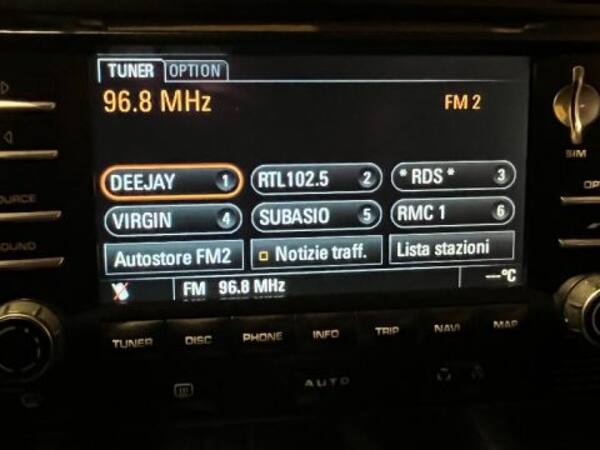 TUNER OPTION
96.8 MHz FM 2
DEEJAY 1 RTL102.5 2 * RDS * 3
VIRGIN 4 SUBASIO 5 RMC 1 6
Autostore FM2 Notizie traff. Lista stazioni
FM 96.8 MHz ---°C
SIM
TUNER DISC PHONE INFO TRIP NAVI MAP
AUTO